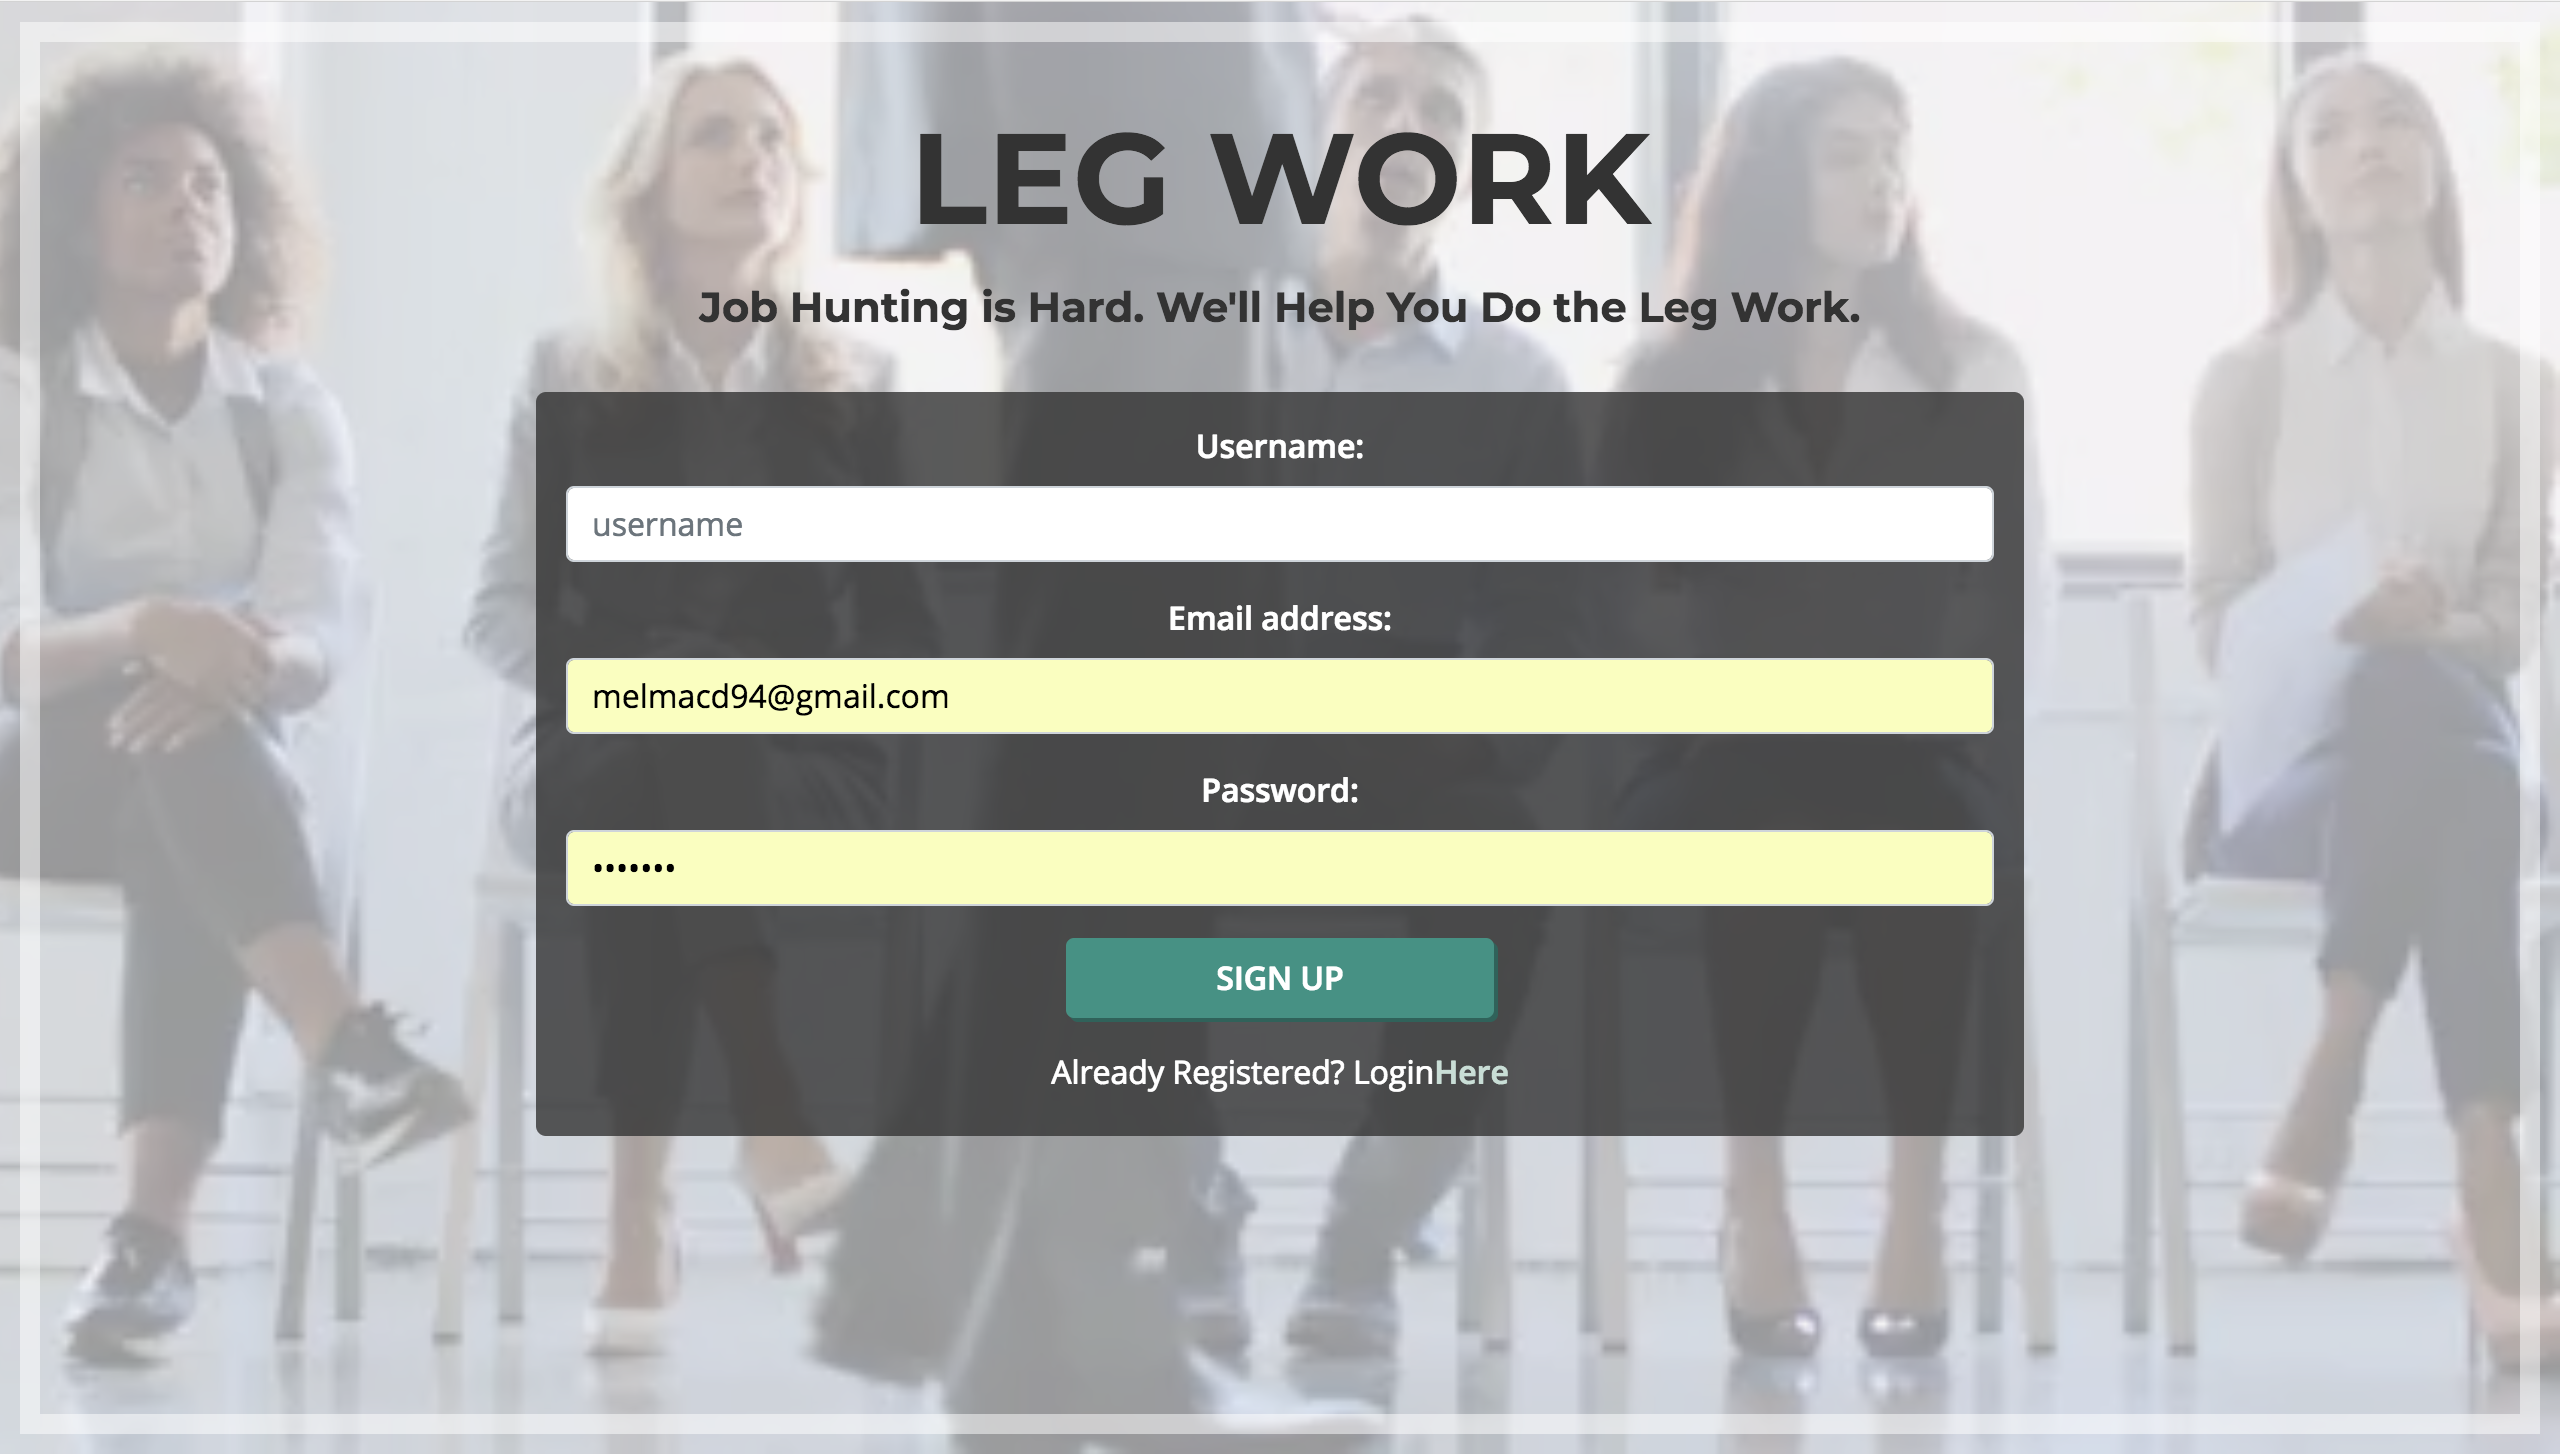 LEG WORK
Job Hunting is Hard. We'll Help You Do the Leg Work.
Username:
username
Email address:
melmacd94@gmail.com
Password:
•••••••
SIGN UP
Already Registered? LoginHere